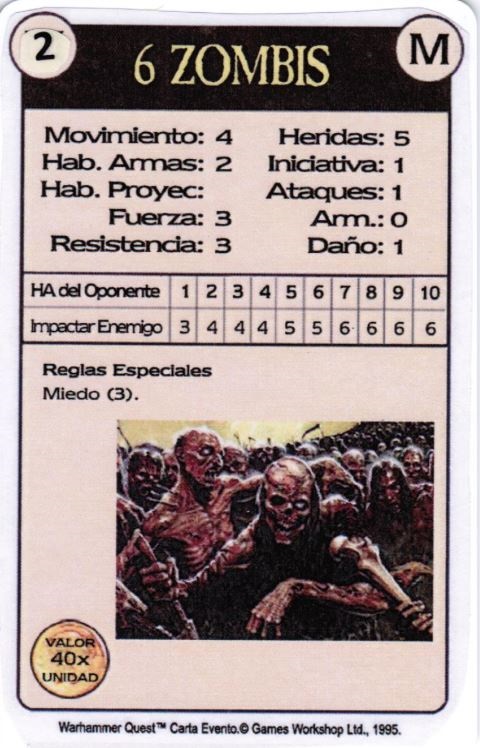 2
6 ZOMBIS
M
Movimiento: 4 Heridas: 5
Hab. Armas: 2 Iniciativa: 1
Hab. Proyec: Ataques: 1
Fuerza: 3 Arm.: 0
Resistencia: 3 Daño: 1
HA del Oponente 1 2 3 4 5 6 7 8 9 10
Impactar Enemigo 3 4 4 4 5 5 6 6 6 6
Reglas Especiales
Miedo (3).
VALOR
40x
UNIDAD
Warhammer Quest™ Carta Evento.© Games Workshop Ltd., 1995.